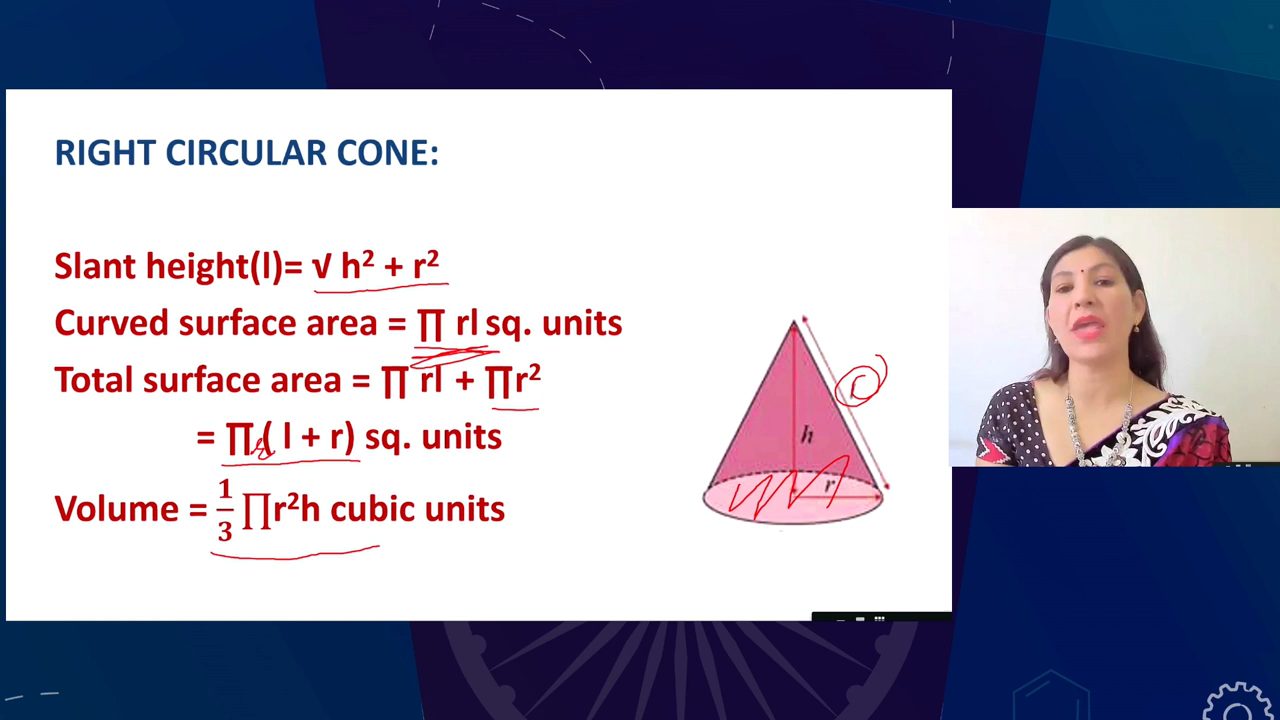 RIGHT CIRCULAR CONE:
Slant height(l)= √ h² + r²
Curved surface area = ∏ rl sq. units
Total surface area = ∏ rl + ∏r²
= ∏ r( l + r) sq. units
Volume = 1/3 ∏r²h cubic units
h
r